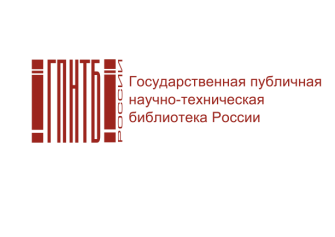 ГПНТБ
РОССИИ
Государственная публичная
научно-техническая
библиотека России